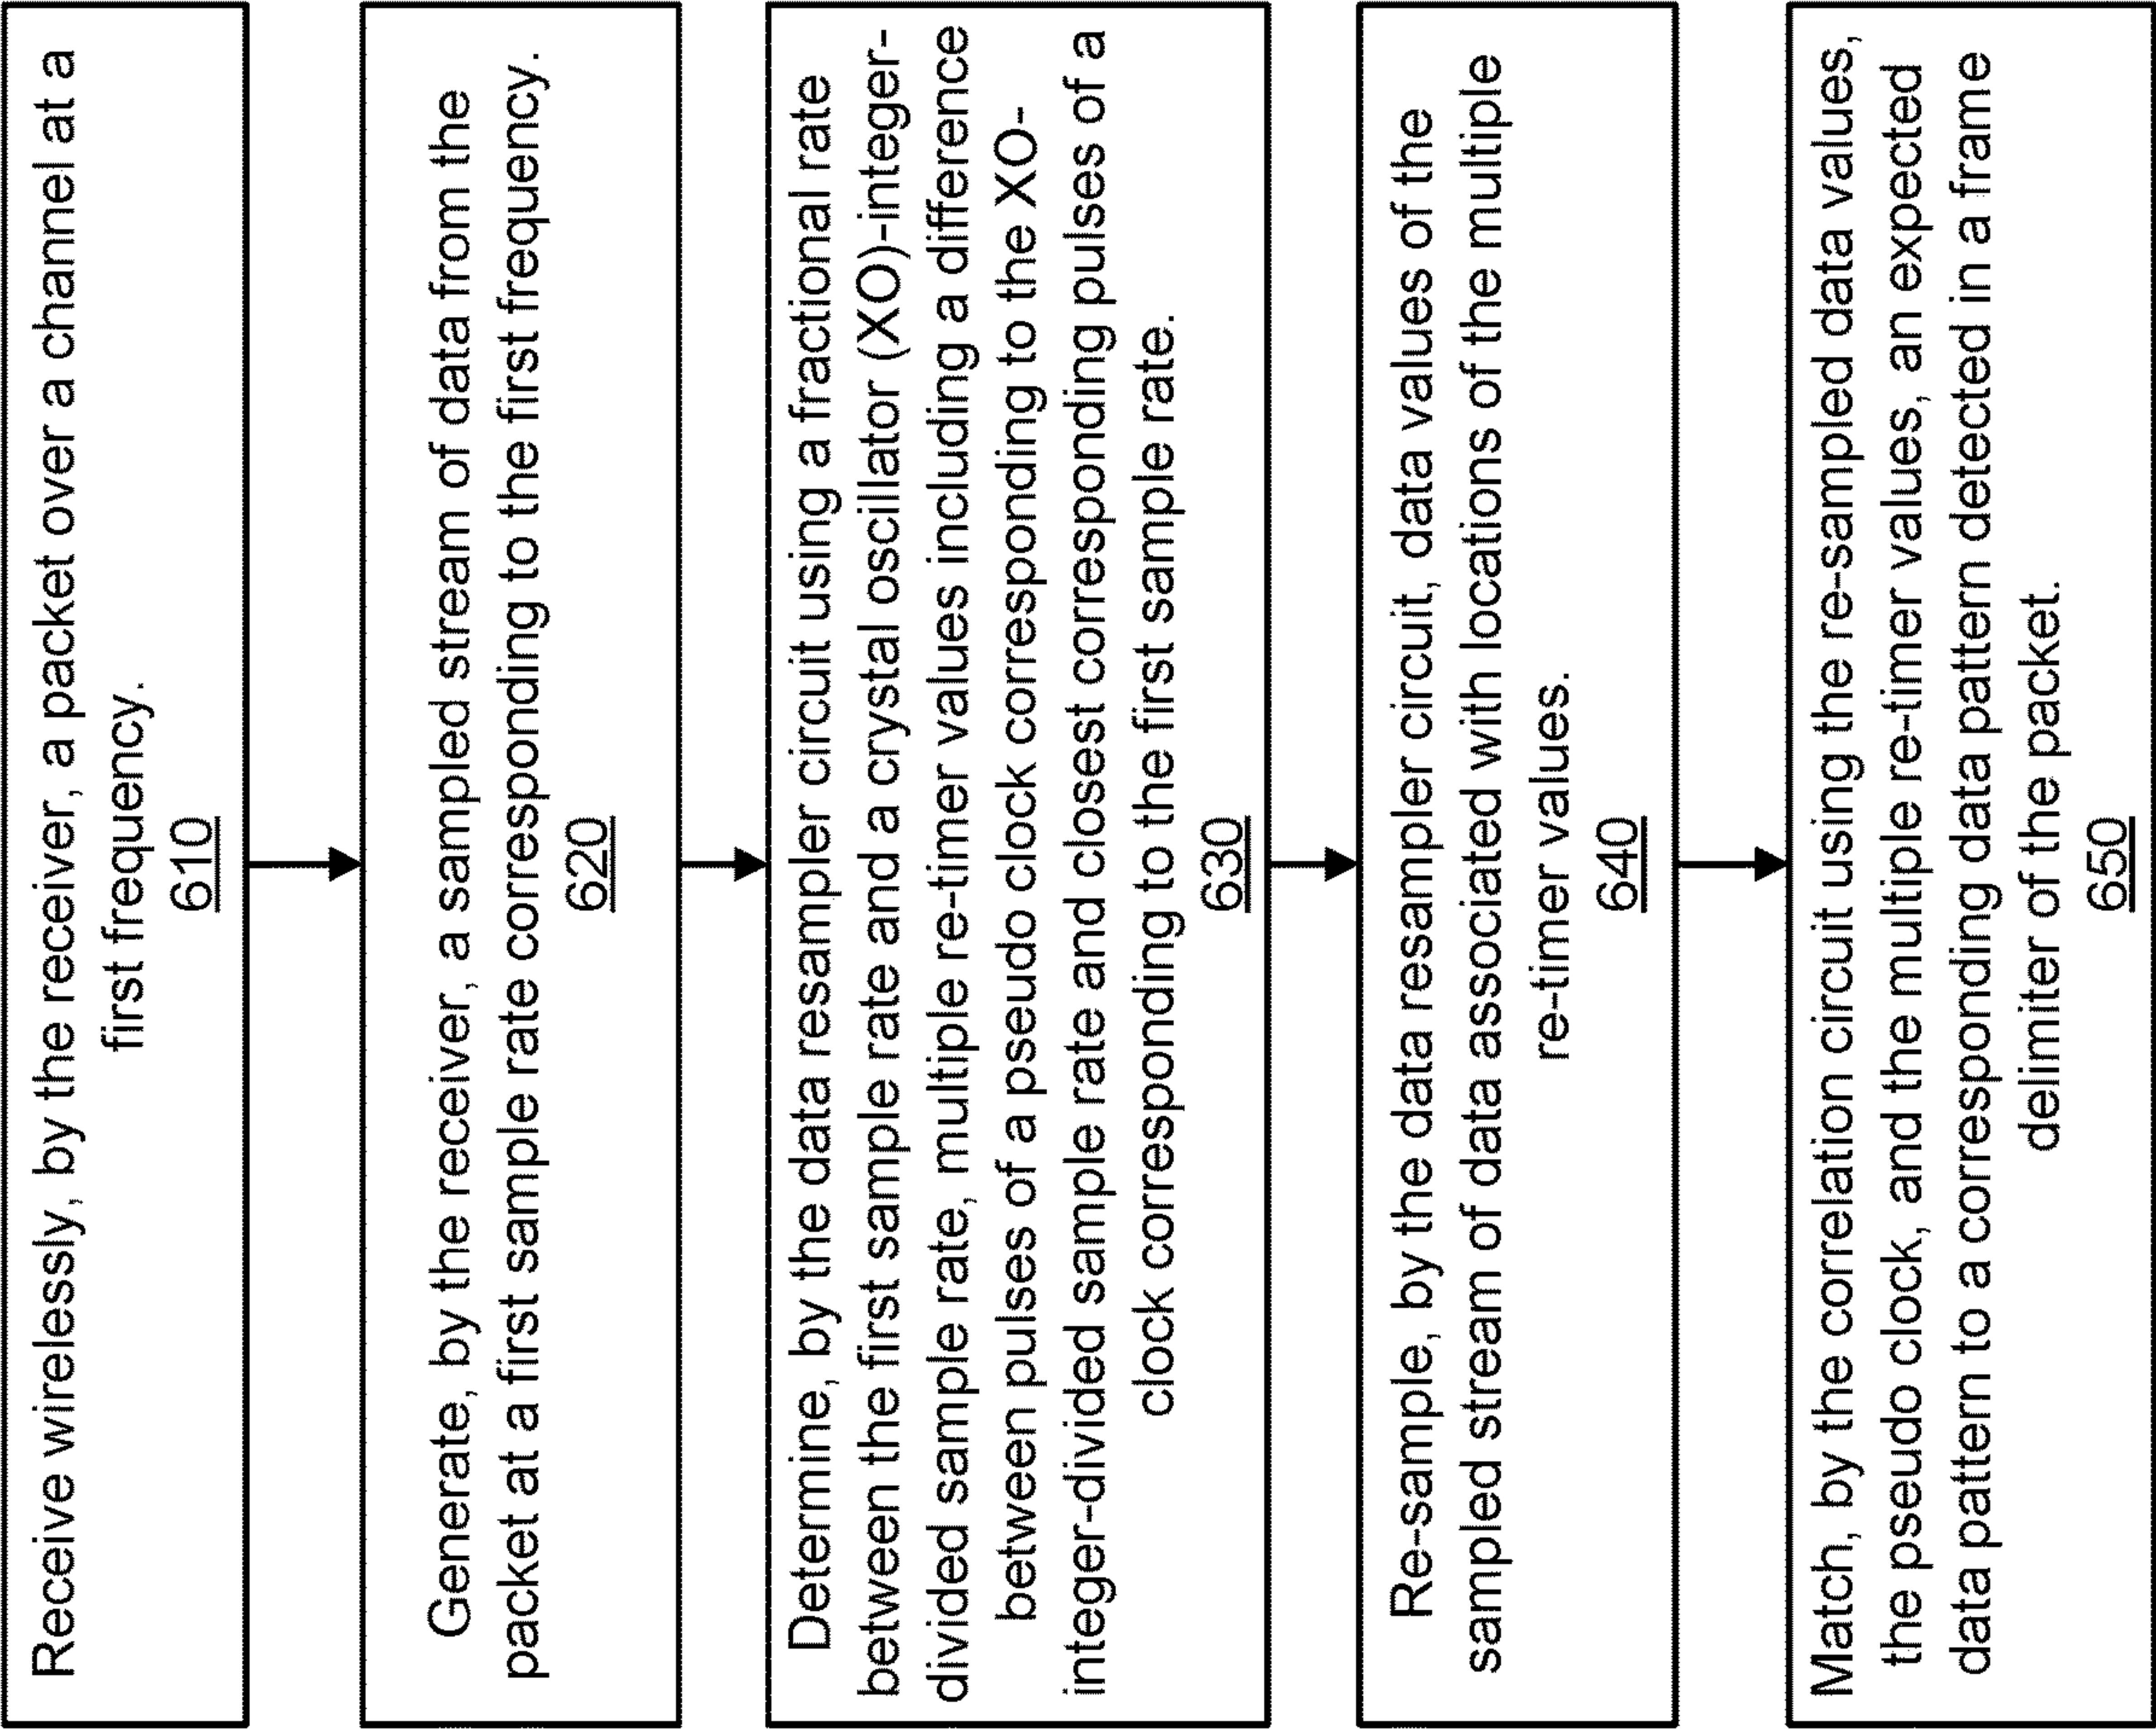 Receive wirelessly, by the receiver, a packet over a channel at a
first frequency.
610
Generate, by the receiver, a sampled stream of data from the
packet at a first sample rate corresponding to the first frequency.
620
Determine, by the data resampler circuit using a fractional rate
between the first sample rate and a crystal oscillator (XO)-integer-
divided sample rate, multiple re-timer values including a difference
between pulses of a pseudo clock corresponding to the XO-
integer-divided sample rate and closest corresponding pulses of a
clock corresponding to the first sample rate.
630
Re-sample, by the data resampler circuit, data values of the
sampled stream of data associated with locations of the multiple
re-timer values.
640
Match, by the correlation circuit using the re-sampled data values,
the pseudo clock, and the multiple re-timer values, an expected
data pattern to a corresponding data pattern detected in a frame
delimiter of the packet.
650